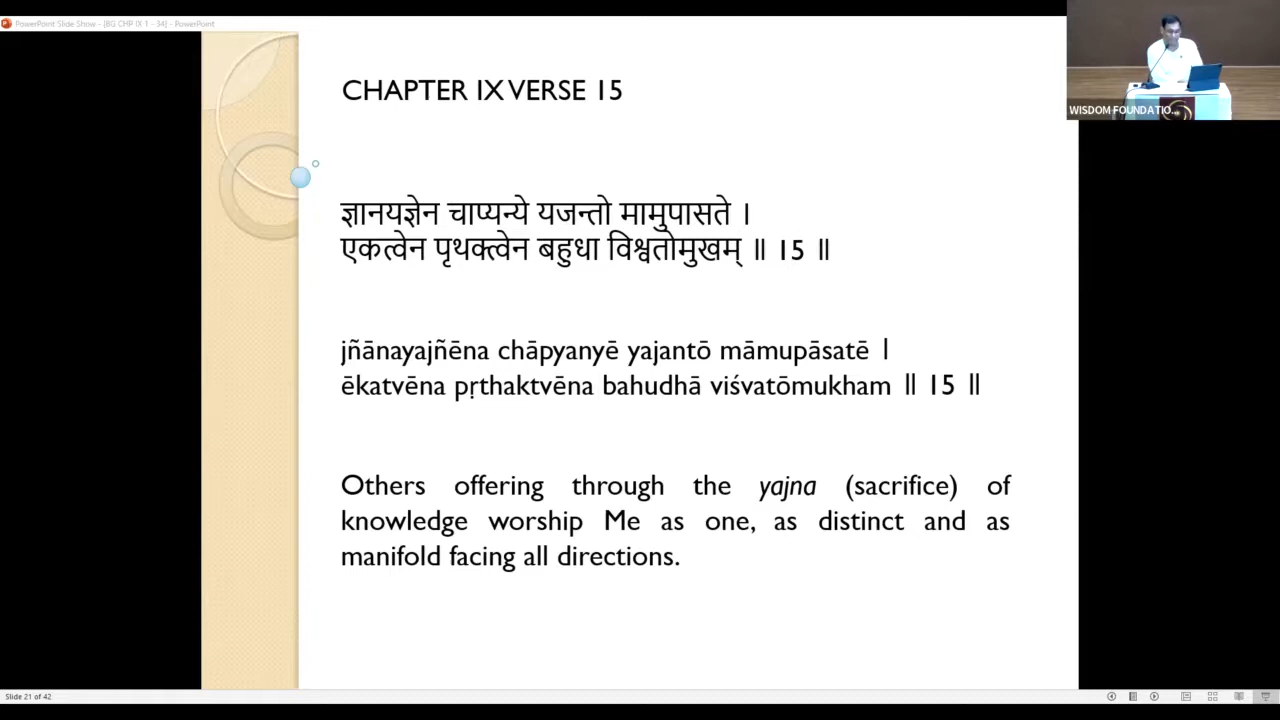 PowerPoint Slide Show - [BG CHP IX 1 - 34] - PowerPoint
WISDOM FOUNDATIO...
CHAPTER IX VERSE 15
ज्ञानयज्ञेन चाप्यन्ये यजन्तो मामुपासते ।
एकत्वेन पृथक्त्वेन बहुधा विश्वतोमुखम् ॥ 15 ॥
jñānayajñēna chāpyanyē yajantō māmupāsatē ।
ēkatvēna pṛthaktvēna bahudhā viśvatōmukham ॥ 15 ॥
Others offering through the yajna (sacrifice) of
knowledge worship Me as one, as distinct and as
manifold facing all directions.
Slide 21 of 42